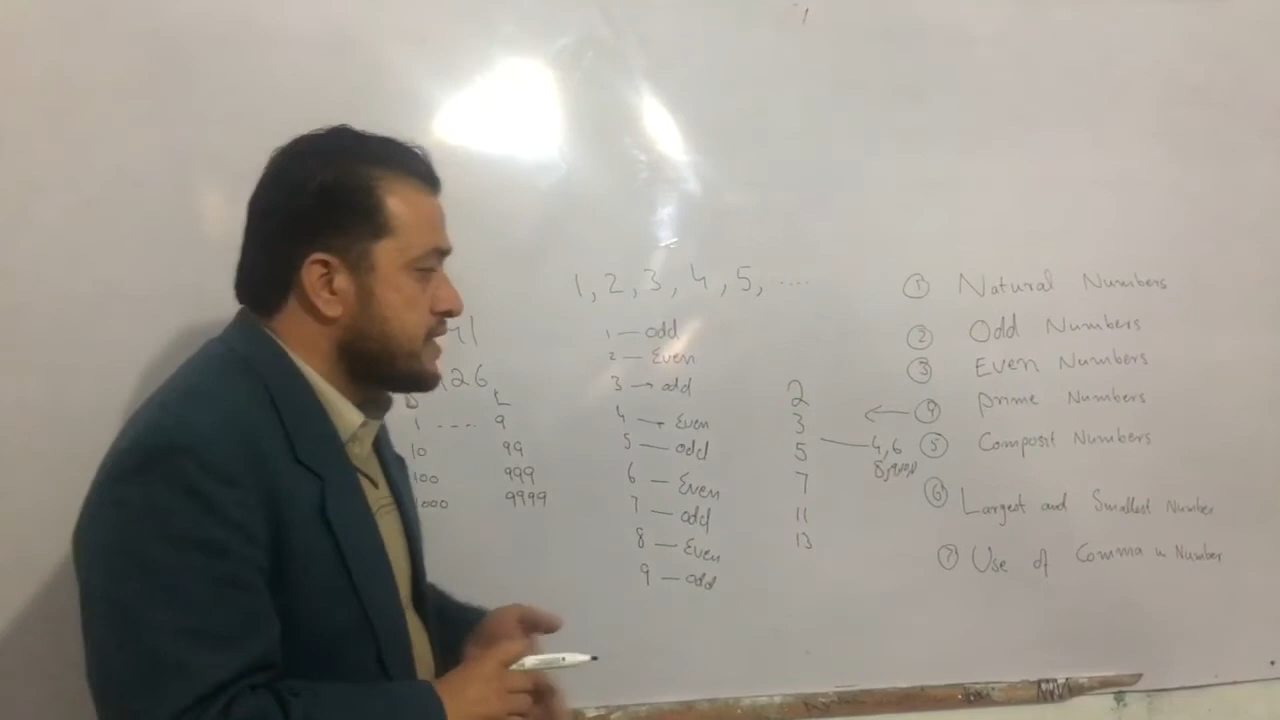 1, 2, 3, 4, 5, ....
1 — odd
2 — Even
3 → odd
4 → Even
5 — odd
6 — Even
7 — odd
8 — Even
9 — odd
2
3
5
7
11
13
4,6
① Natural Numbers
② Odd Numbers
③ Even Numbers
④ prime Numbers
⑤ Composit Numbers
⑥ Largest and Smallest Number
⑦ Use of Comma in Number
26
L
1 .... 9
10 99
100 999
1000 9999